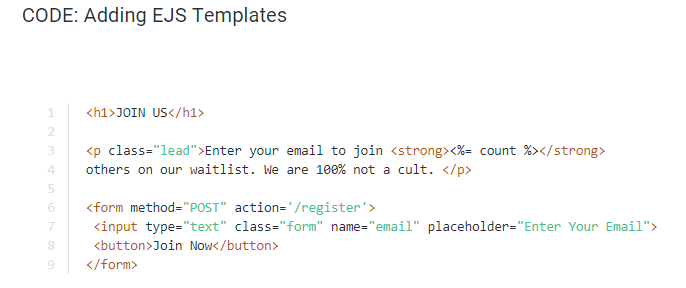 CODE: Adding EJS Templates
1 <h1>JOIN US</h1>
2
3 <p class="lead">Enter your email to join <strong><%= count %></strong>
4 others on our waitlist. We are 100% not a cult. </p>
5
6 <form method="POST" action='/register'>
7  <input type="text" class="form" name="email" placeholder="Enter Your Email">
8  <button>Join Now</button>
9 </form>